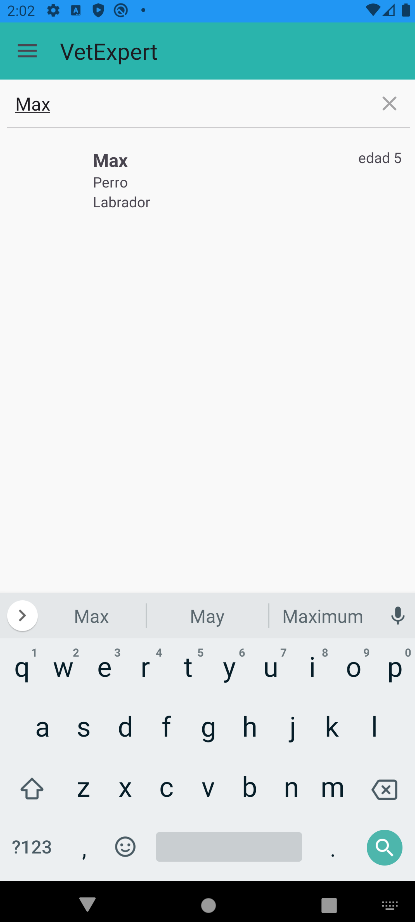 2:02
VetExpert
Max
Max
edad 5
Perro
Labrador
Max May Maximum
1 2 3 4 5 6 7 8 9 0
q w e r t y u i o p
a s d f g h j k l
z x c v b n m
?123 , .